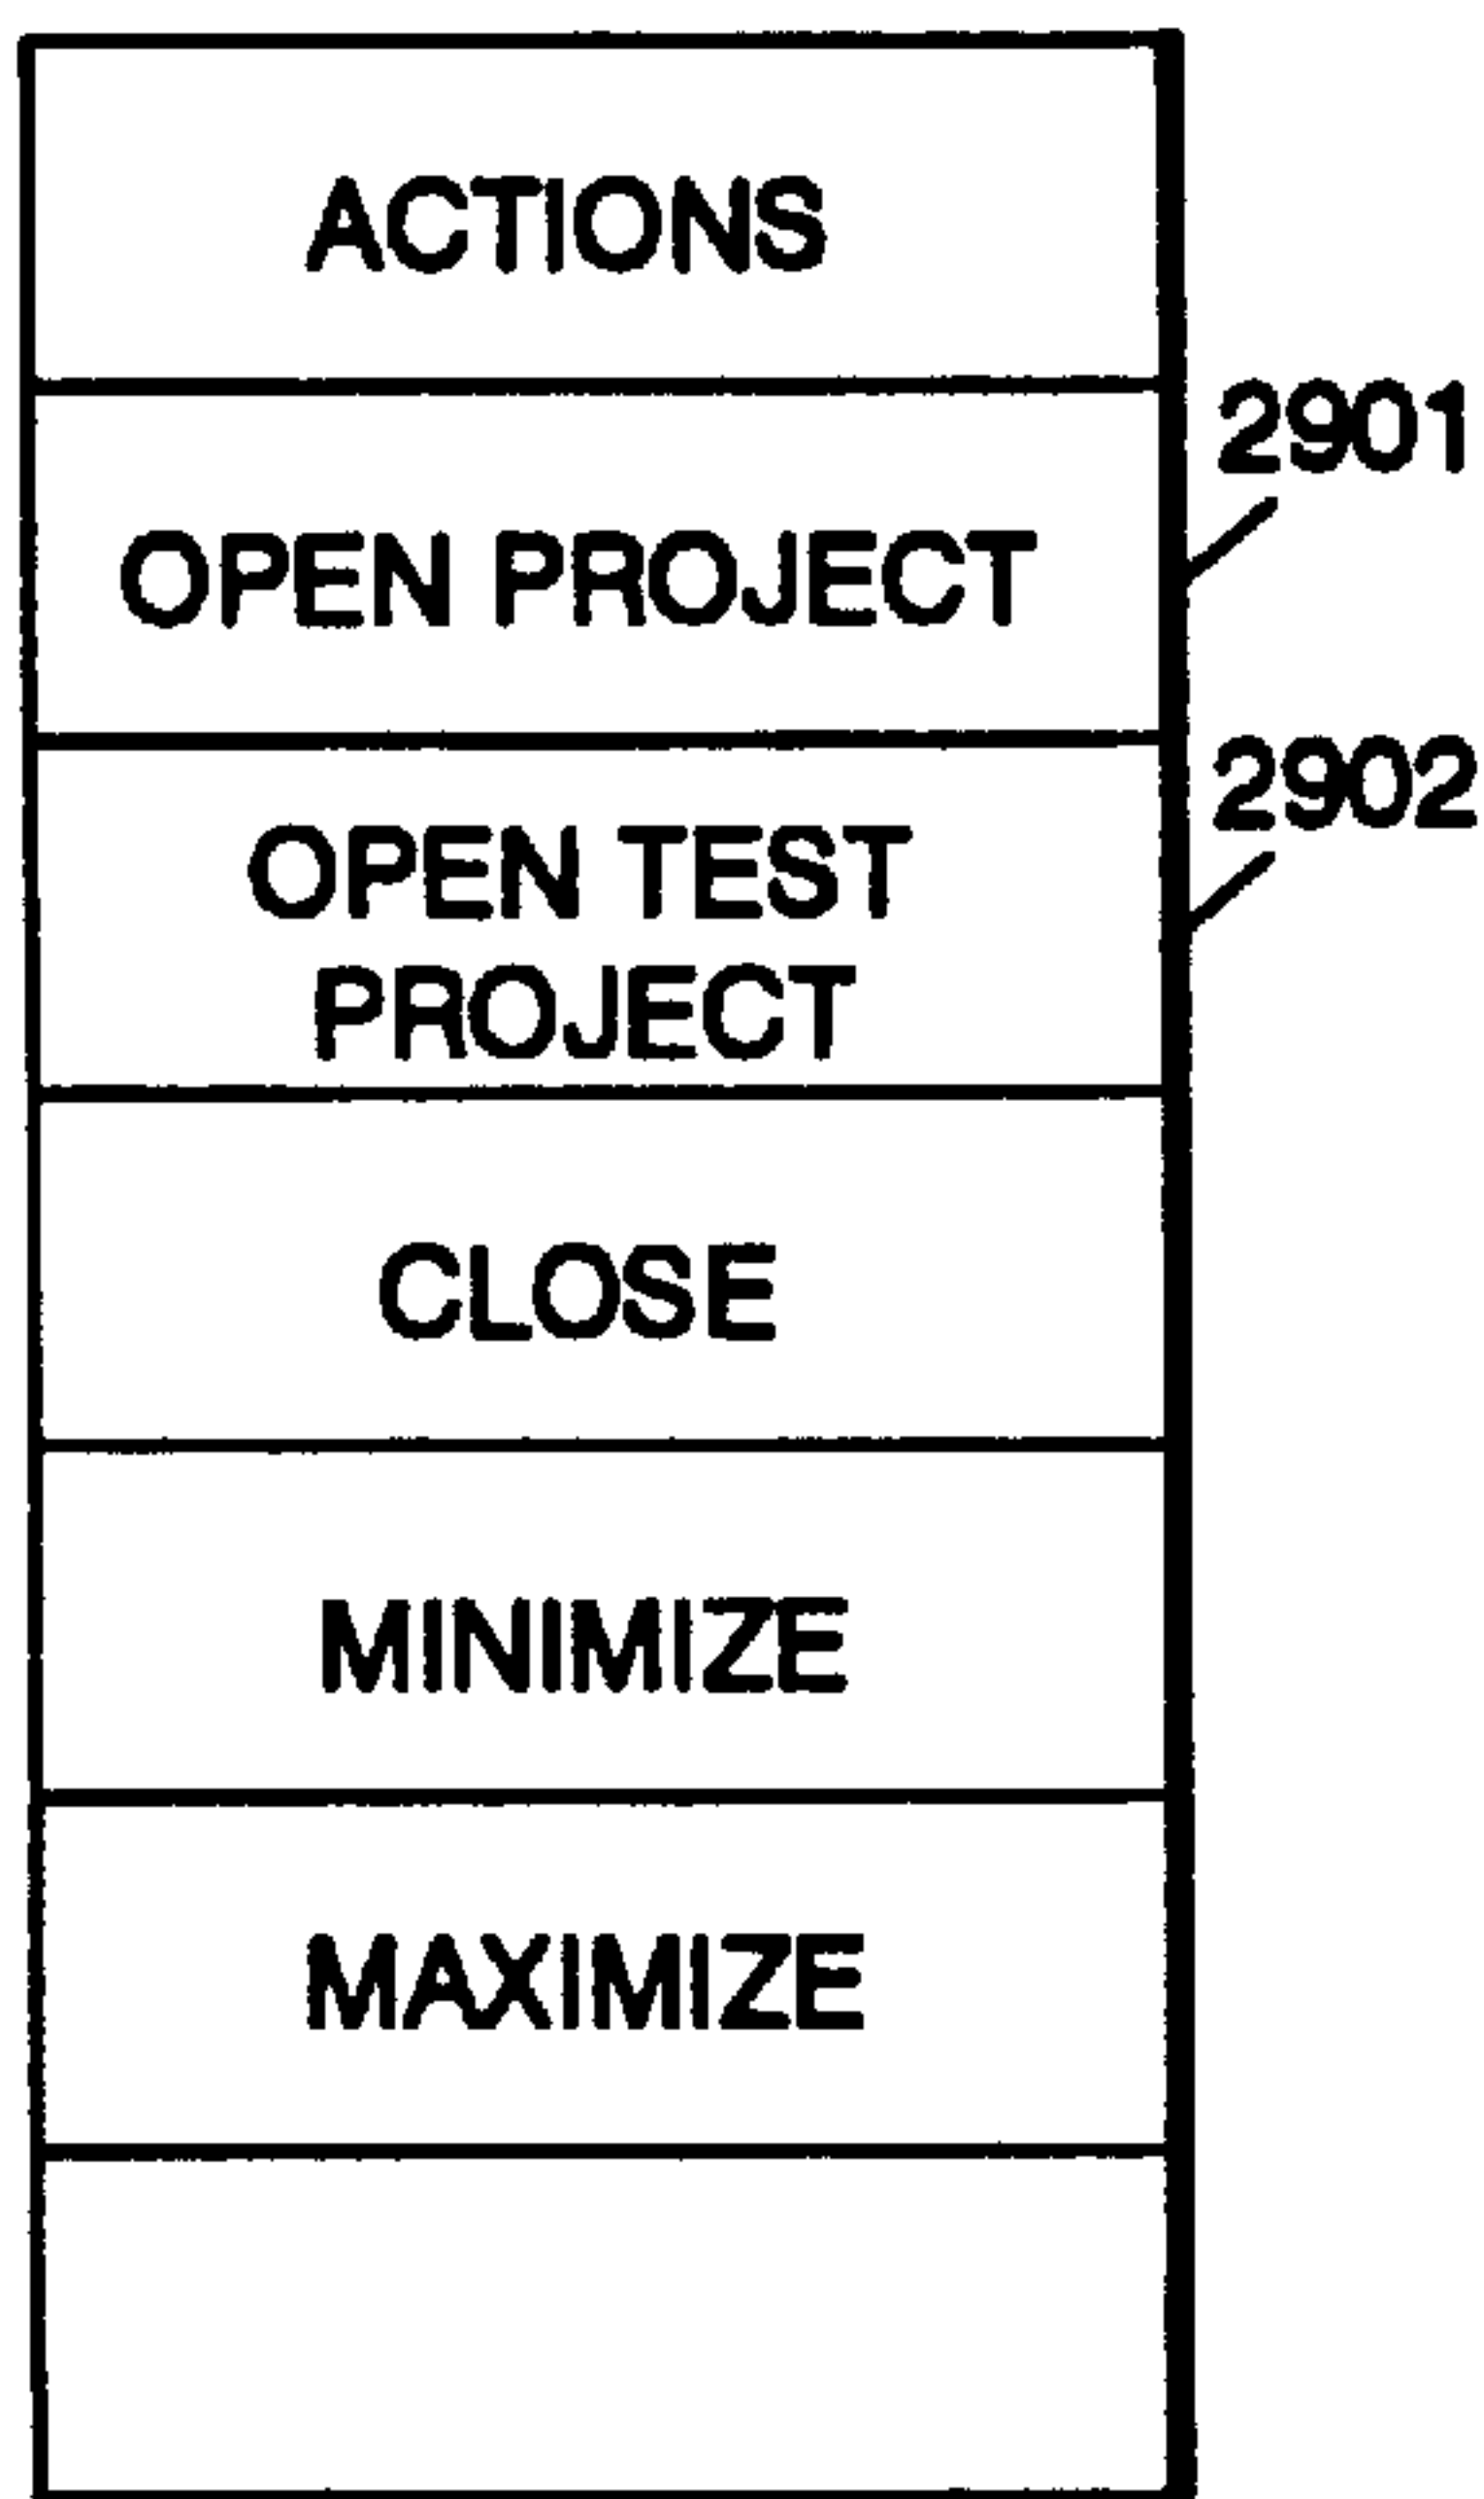 ACTIONS
2901
OPEN PROJECT
2902
OPEN TEST
PROJECT
CLOSE
MINIMIZE
MAXIMIZE